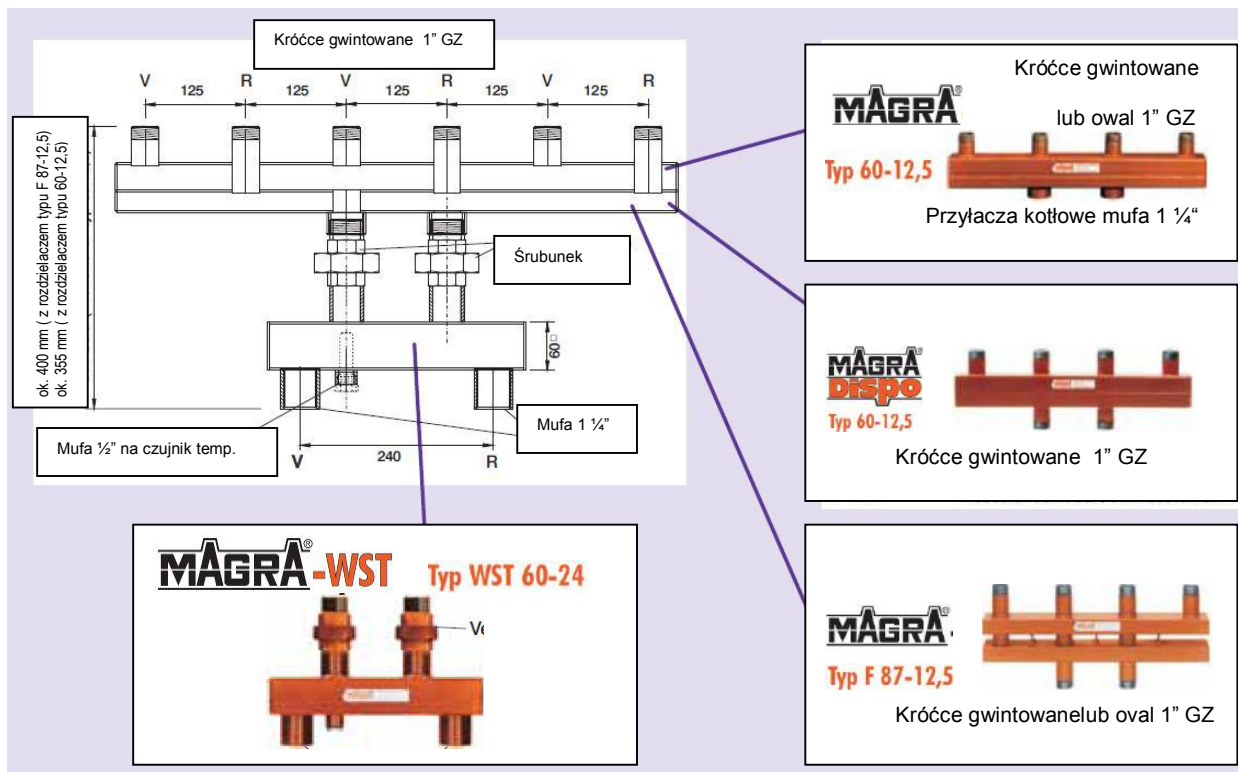 Króćce gwintowane 1” GZ
V R V R V R
125 125 125 125 125
ok. 400 mm ( z rozdzielaczem typu F 87-12,5)
ok. 355 mm ( z rozdzielaczem typu 60-12,5)
Śrubunek
60□
Mufa ½” na czujnik temp.
Mufa 1 ¼”
V 240 R
MAGRA®-WST Typ WST 60-24
Ve
Króćce gwintowane
MAGRA®
lub owal 1” GZ
Typ 60-12,5
Przyłacza kotłowe mufa 1 ¼“
MAGRA®
Dispo
Typ 60-12,5
Króćce gwintowane 1” GZ
MAGRA®
Typ F 87-12,5
Króćce gwintowanelub oval 1” GZ